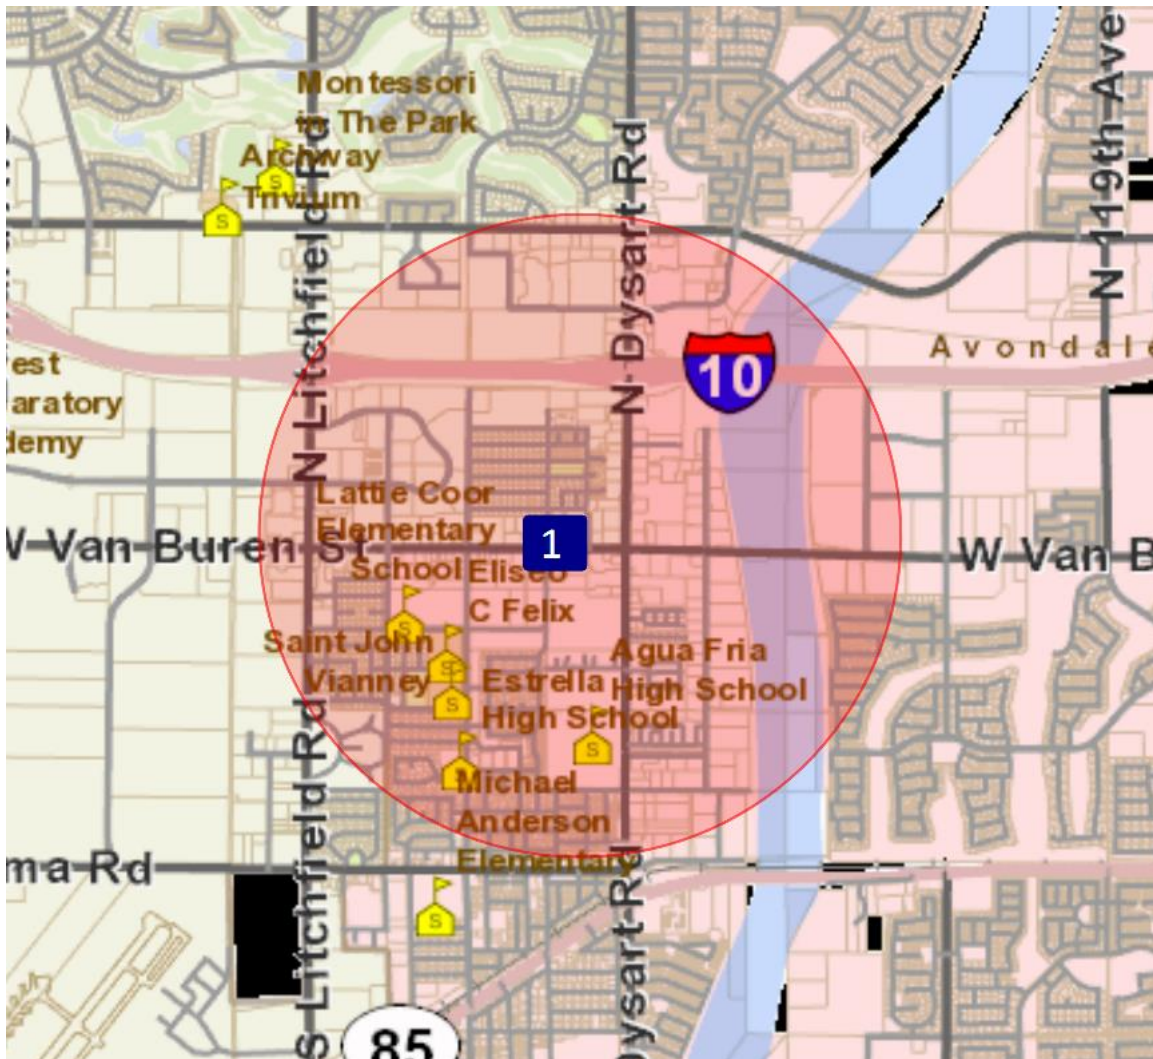 Montessori
in The Park
Archway
Trivium
N Litchfield Rd
N Dysart Rd
N 119th Ave
10
Avondale
est
aratory
demy
Lattie Coor
Elementary
School
W Van Buren St
1
W Van B
Eliseo
C Felix
Saint John
Vianney
Agua Fria
High School
Estrella
High School
Michael
Anderson
Elementary
ma Rd
S Litchfield Rd
Dysart Rd
85
S
S
S
S
S
S
S
S